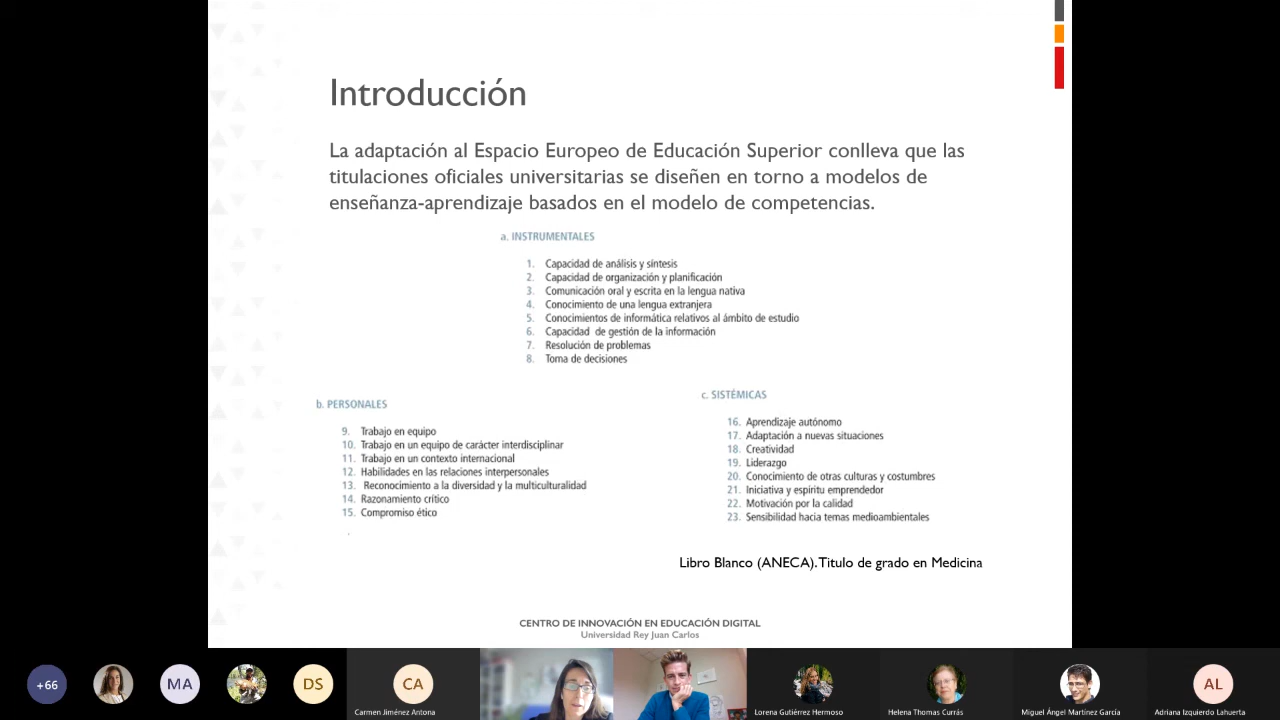 Introducción
La adaptación al Espacio Europeo de Educación Superior conlleva que las
titulaciones oficiales universitarias se diseñen en torno a modelos de
enseñanza-aprendizaje basados en el modelo de competencias.
a. INSTRUMENTALES
1. Capacidad de análisis y síntesis
2. Capacidad de organización y planificación
3. Comunicación oral y escrita en la lengua nativa
4. Conocimiento de una lengua extranjera
5. Conocimientos de informática relativos al ámbito de estudio
6. Capacidad de gestión de la información
7. Resolución de problemas
8. Toma de decisiones
b. PERSONALES
9. Trabajo en equipo
10. Trabajo en un equipo de carácter interdisciplinar
11. Trabajo en un contexto internacional
12. Habilidades en las relaciones interpersonales
13. Reconocimiento a la diversidad y la multiculturalidad
14. Razonamiento crítico
15. Compromiso ético
c. SISTÉMICAS
16. Aprendizaje autónomo
17. Adaptación a nuevas situaciones
18. Creatividad
19. Liderazgo
20. Conocimiento de otras culturas y costumbres
21. Iniciativa y espíritu emprendedor
22. Motivación por la calidad
23. Sensibilidad hacia temas medioambientales
Libro Blanco (ANECA). Titulo de grado en Medicina
CENTRO DE INNOVACIÓN EN EDUCACIÓN DIGITAL
Universidad Rey Juan Carlos
+66
MA
DS
CA
AL
Carmen Jiménez Antona
Lorena Gutiérrez Hermoso
Helena Thomas Currás
Miguel Ángel Martínez García
Adriana Izquierdo Lahuerta